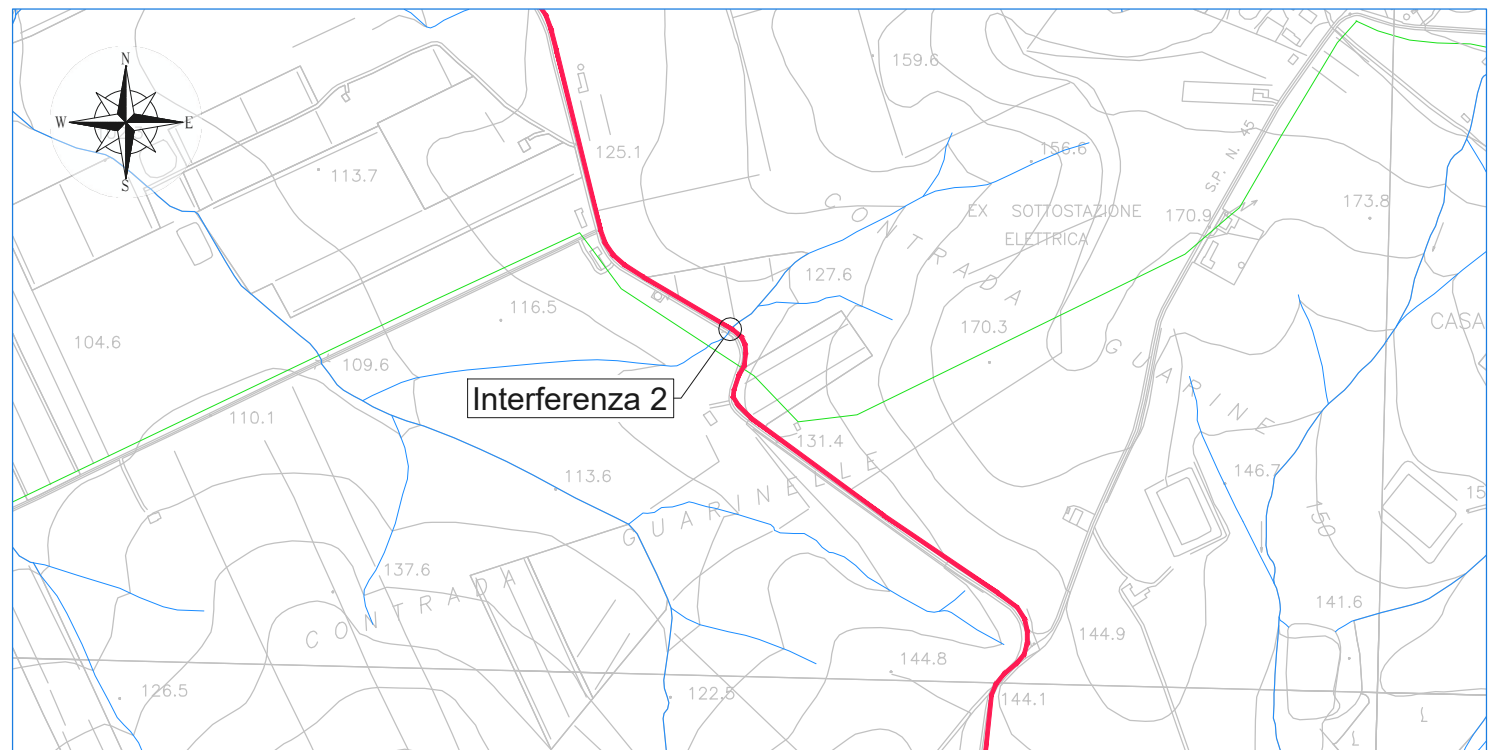 N
W E
S
159.6
125.1
156.6
113.7
S.P. N. 45
CONTRADA
EX SOTTOSTAZIONE
ELETTRICA
170.9
173.8
127.6
116.5
170.3
104.6
CASA
109.6
GUARINE
Interferenza 2
110.1
131.4
113.6
GUARINELLE
146.7
15
150
137.6
CONTRADA
141.6
144.9
144.8
126.5
122.5
144.1